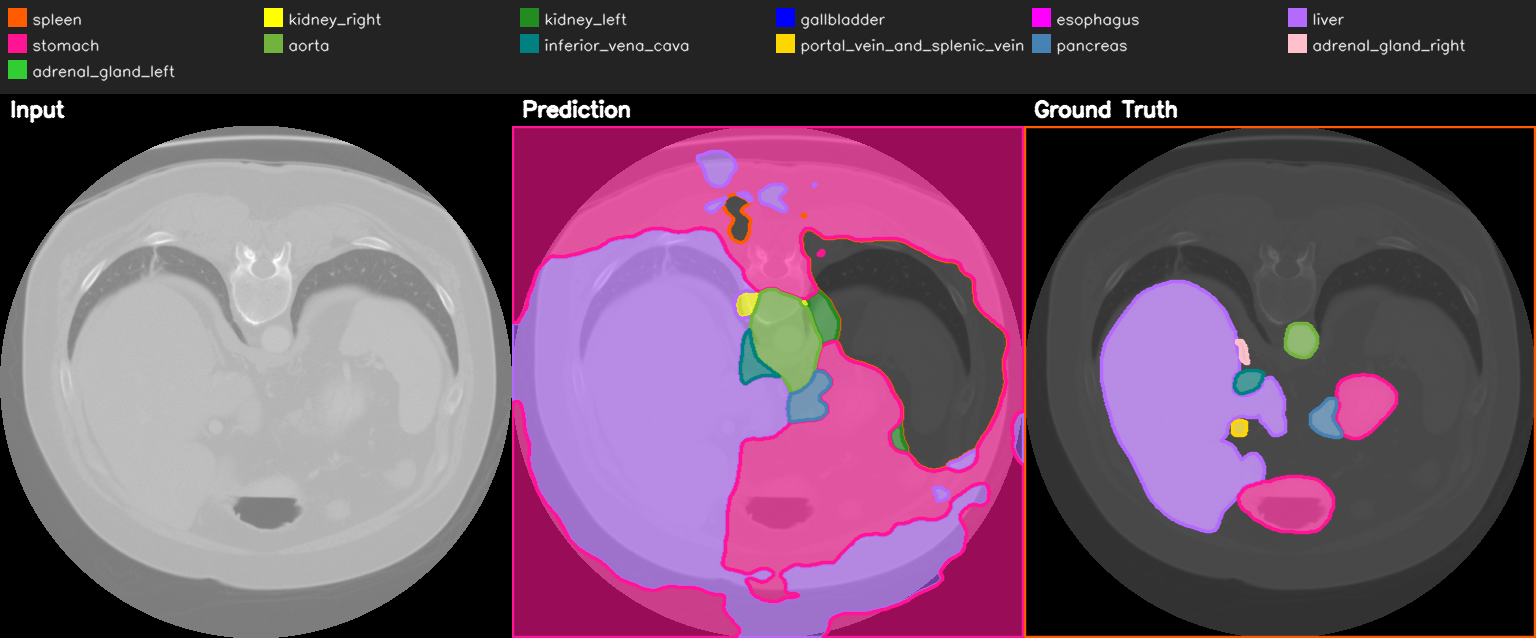 spleen kidney_right kidney_left gallbladder esophagus liver
stomach aorta inferior_vena_cava portal_vein_and_splenic_vein pancreas adrenal_gland_right
adrenal_gland_left
Input Prediction Ground Truth